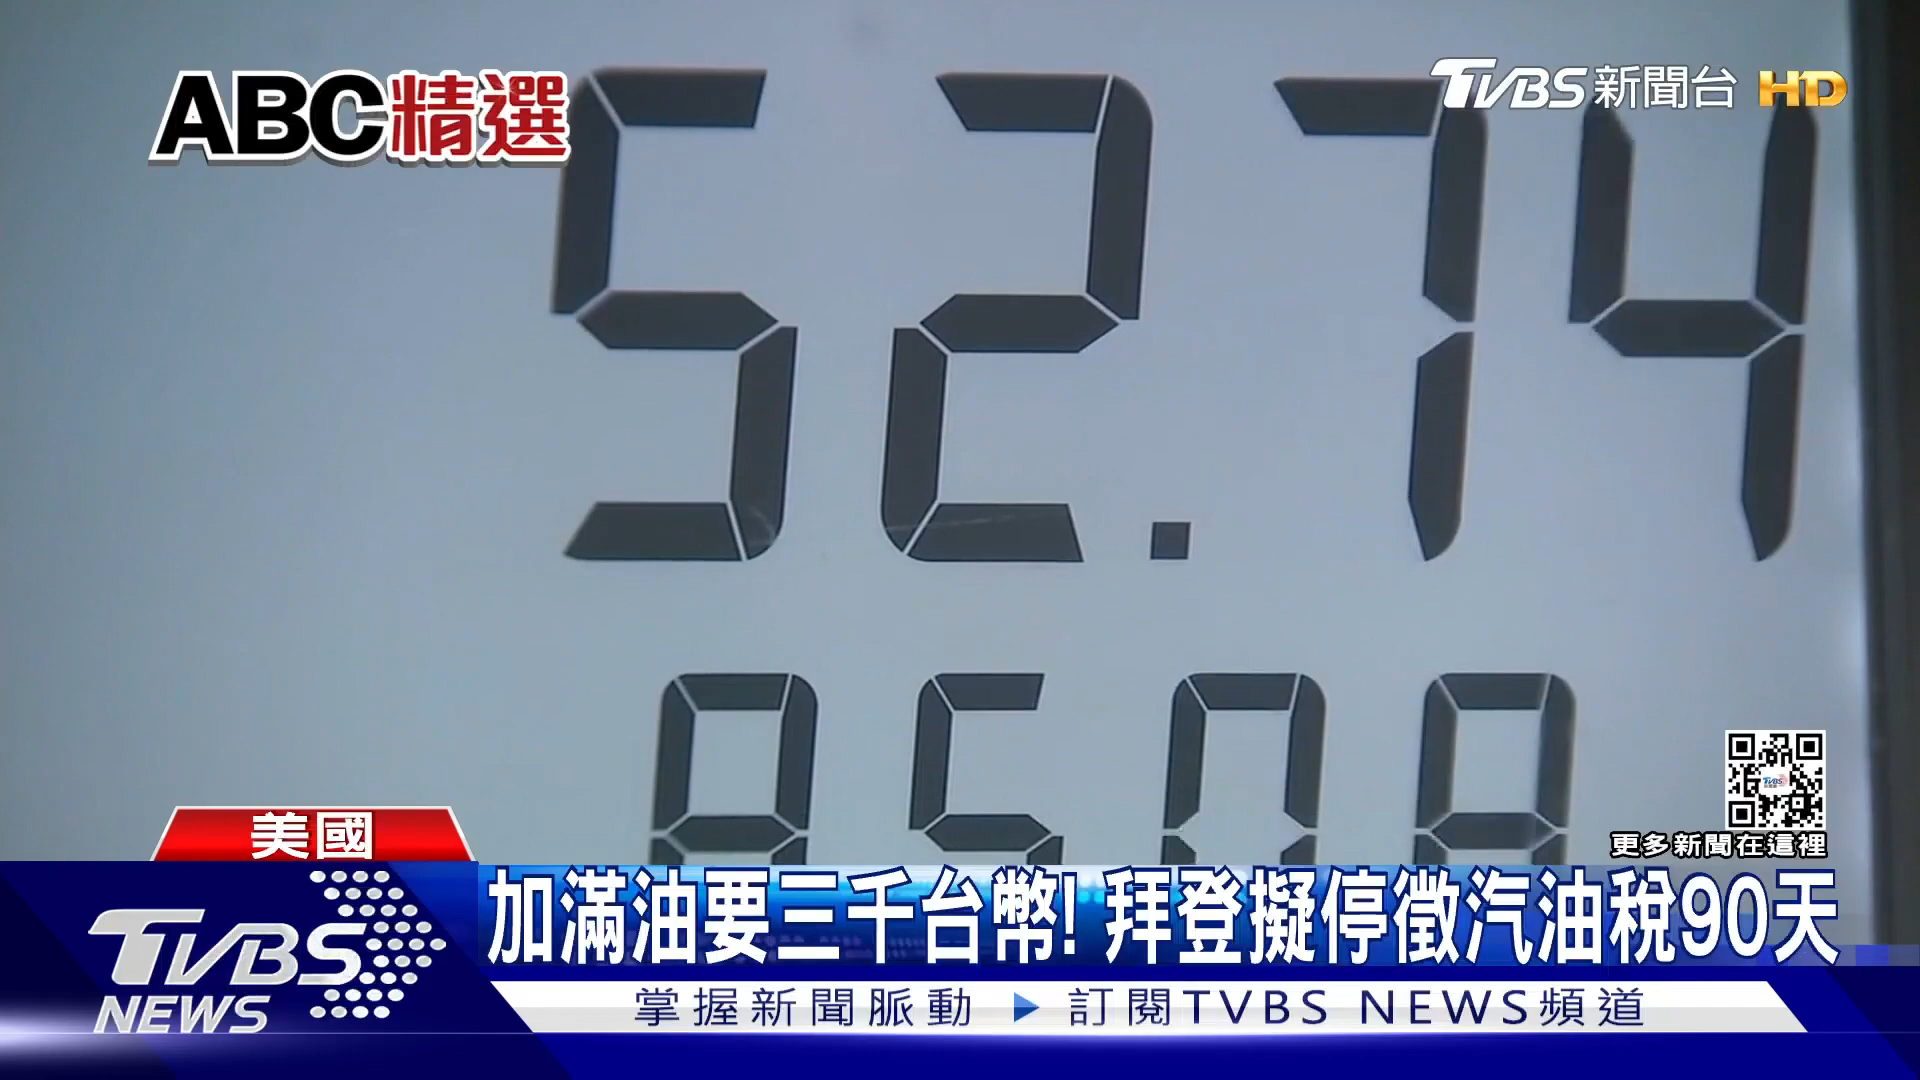 ABC精選
TVBS新聞台 HD
52.74
更多新聞在這裡
美國
加滿油要三千台幣! 拜登擬停徵汽油稅90天
TVBS NEWS
掌握新聞脈動 ▶ 訂閱TVBS NEWS頻道